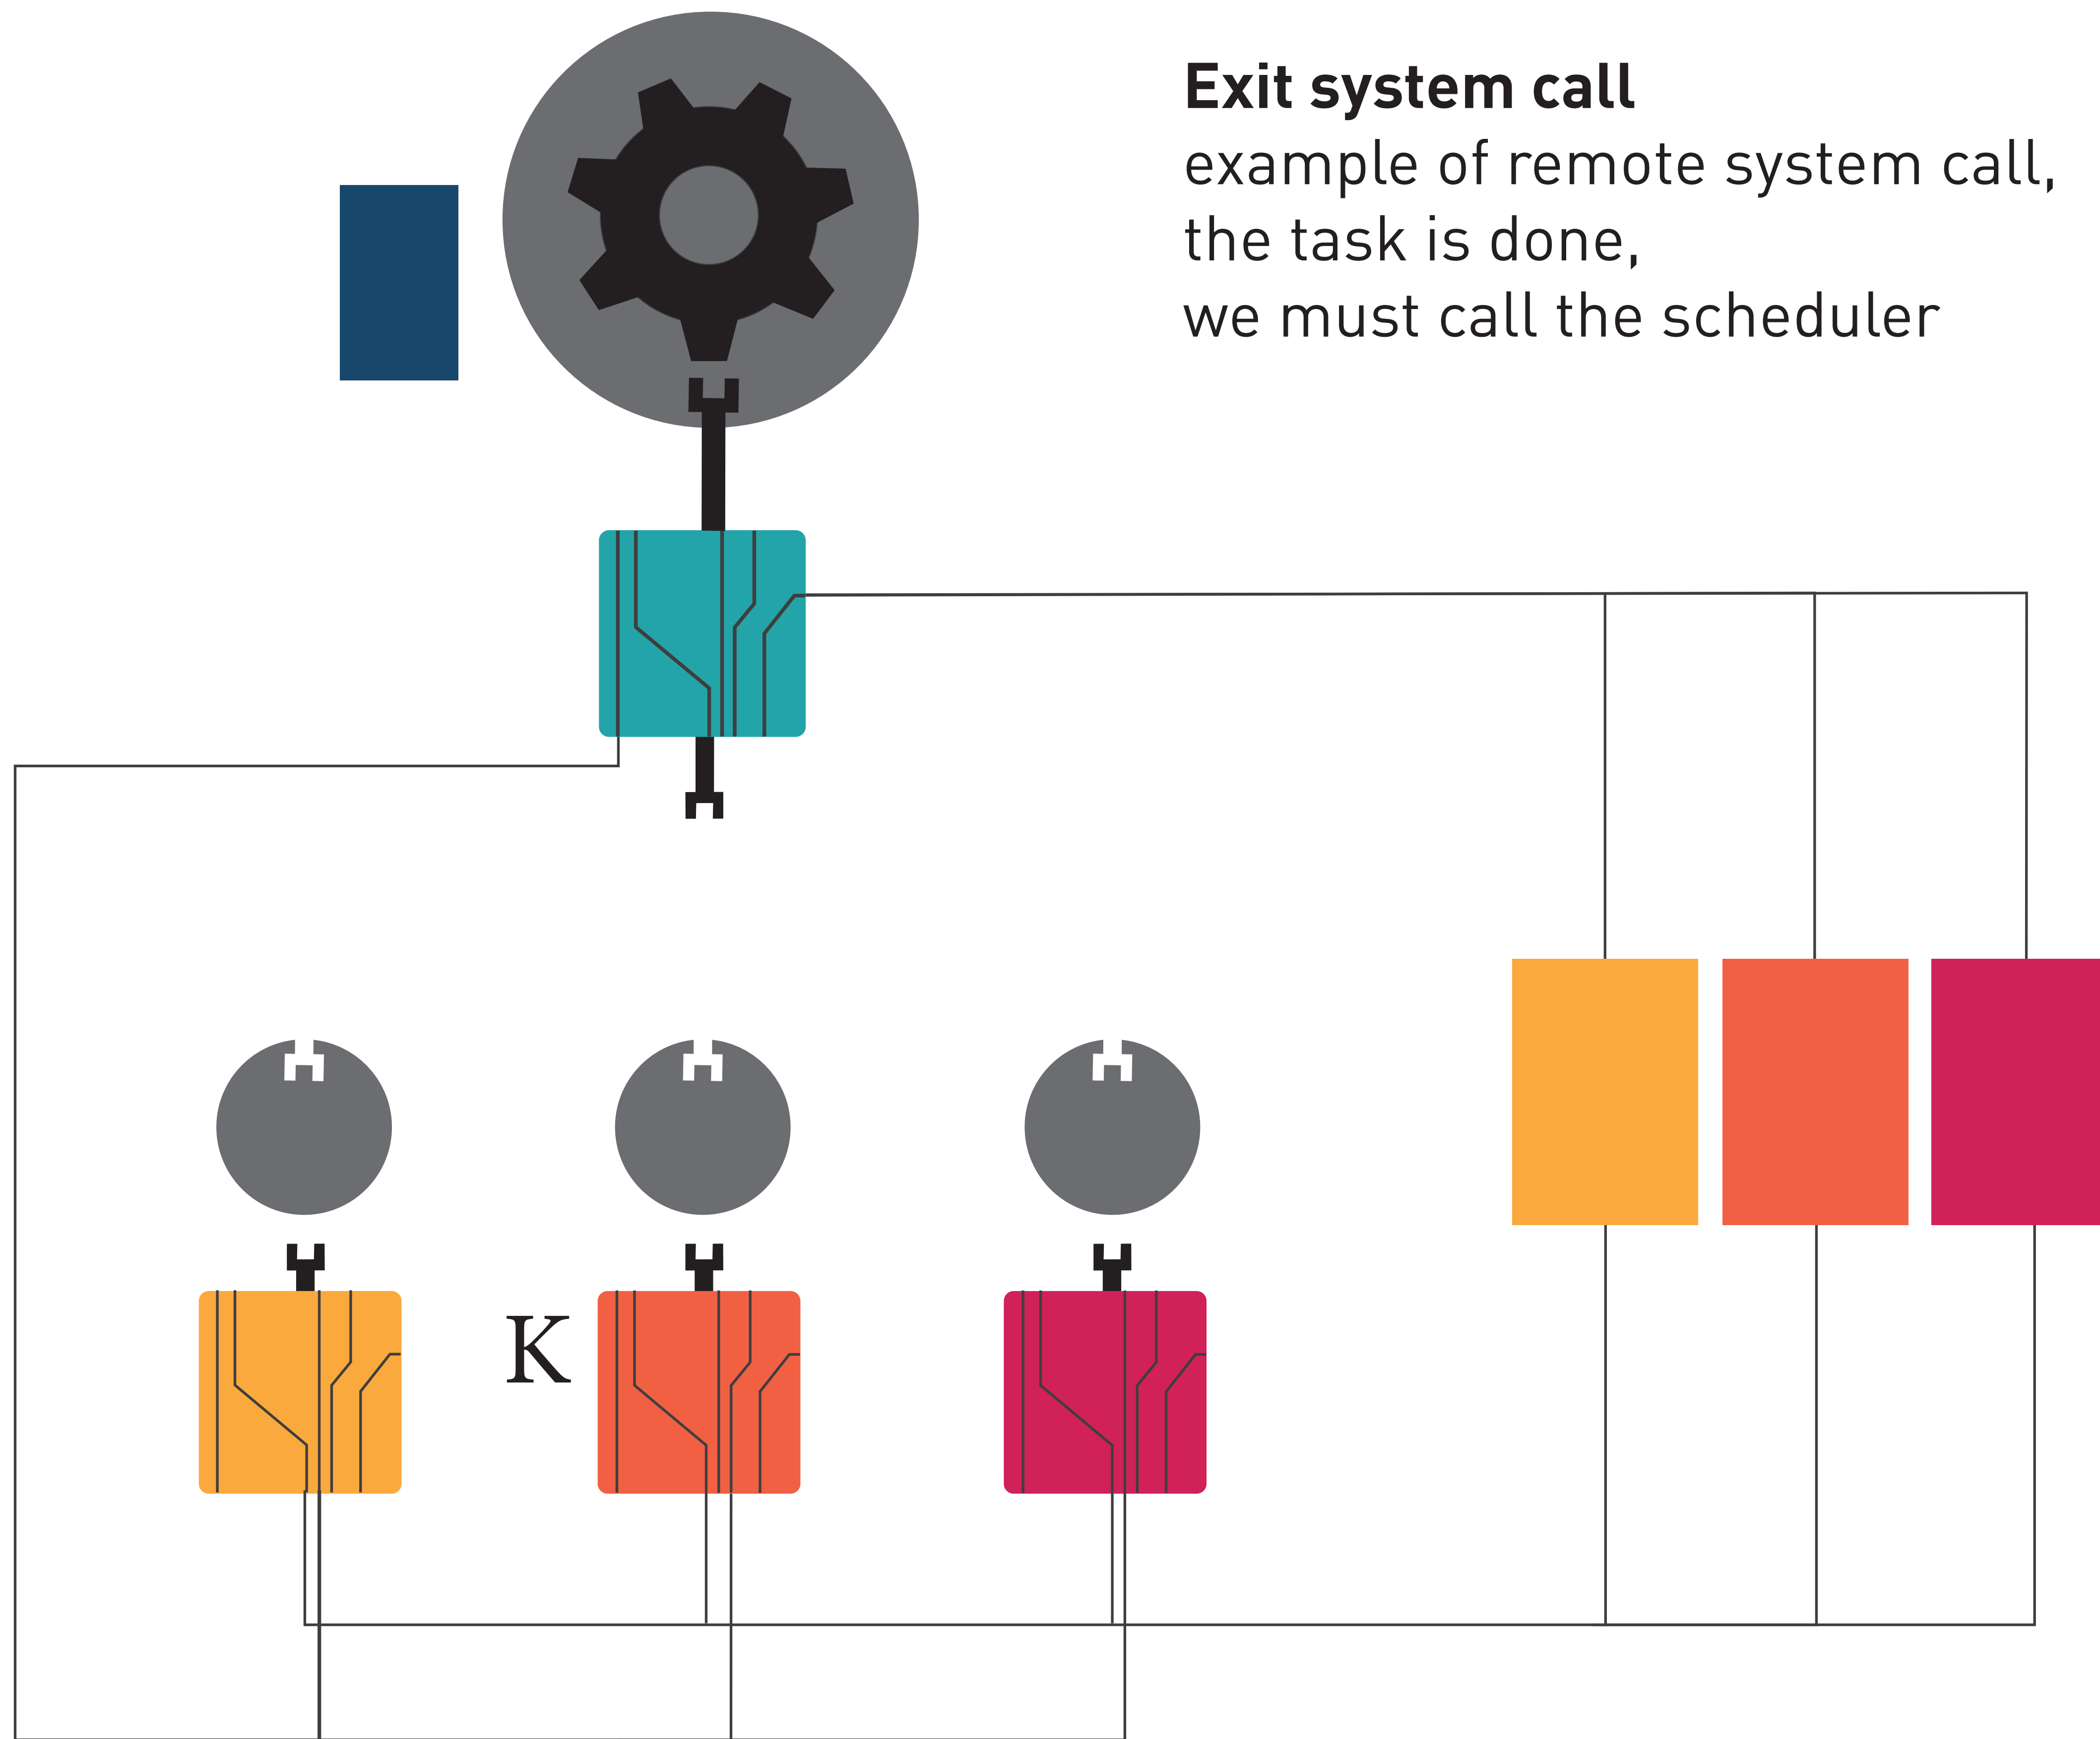 Exit system call
example of remote system call,
the task is done,
we must call the scheduler
K